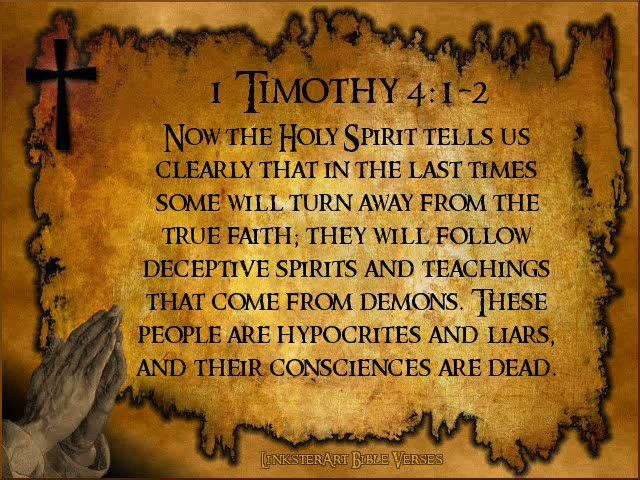 1 Timothy 4:1-2
Now the Holy Spirit tells us
clearly that in the last times
some will turn away from the
true faith; they will follow
deceptive spirits and teachings
that come from demons. These
people are hypocrites and liars,
and their consciences are dead.
LinksterArt Bible Verses